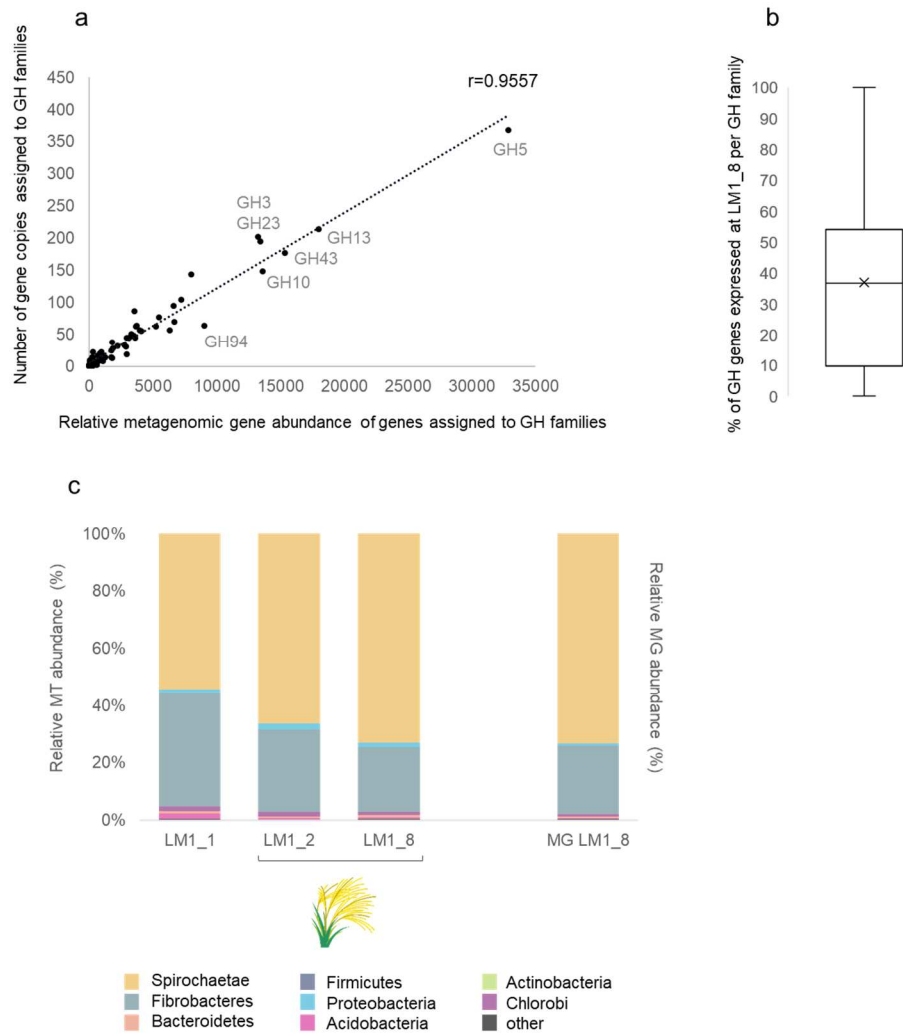 a
Number of gene copies assigned to GH families
450
400
350
300
250
200
150
100
50
0
r=0.9557
GH5
GH3
GH23
GH13
GH43
GH10
GH94
0 5000 10000 15000 20000 25000 30000 35000
Relative metagenomic gene abundance of genes assigned to GH families
b
% of GH genes expressed at LM1_8 per GH family
100
90
80
70
60
50
40
30
20
10
0
c
Relative MT abundance (%)
100%
80%
60%
40%
20%
0%
Relative MG abundance (%)
LM1_1 LM1_2 LM1_8 MG LM1_8
Spirochaetae Firmicutes Actinobacteria
Fibrobacteres Proteobacteria Chlorobi
Bacteroidetes Acidobacteria other